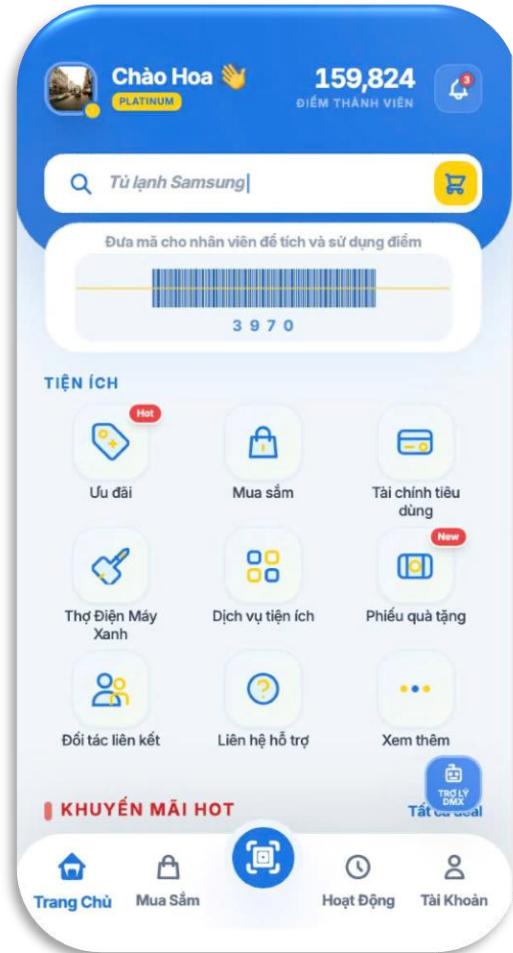 Chào Hoa 👋
PLATINUM
159,824
ĐIỂM THÀNH VIÊN
3
Tủ lạnh Samsung
Đưa mã cho nhân viên để tích và sử dụng điểm
3970
TIỆN ÍCH
Hot
Ưu đãi
Mua sắm
Tài chính tiêu
dùng
New
Thợ Điện Máy
Xanh
Dịch vụ tiện ích
Phiếu quà tặng
Đối tác liên kết
Liên hệ hỗ trợ
Xem thêm
TRỢ LÝ
DMX
KHUYẾN MÃI HOT
Tất cả deal
Trang Chủ
Mua Sắm
Hoạt Động
Tài Khoản